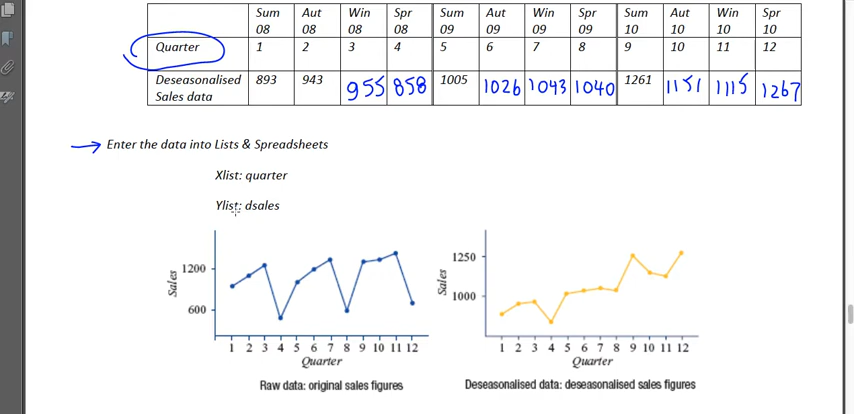 Sum Aut Win Spr Sum Aut Win Spr Sum Aut Win Spr
08 08 08 08 09 09 09 09 10 10 10 10
Quarter 1 2 3 4 5 6 7 8 9 10 11 12
Deseasonalised 893 943 955 858 1005 1026 1043 1040 1261 1151 1115 1267
Sales data
Enter the data into Lists & Spreadsheets
Xlist: quarter
Ylist: dsales
Sales
1200
600
1 2 3 4 5 6 7 8 9 10 11 12
Quarter
Raw data: original sales figures
Sales
1250
1000
1 2 3 4 5 6 7 8 9 10 11 12
Quarter
Deseasonalised data: deseasonalised sales figures